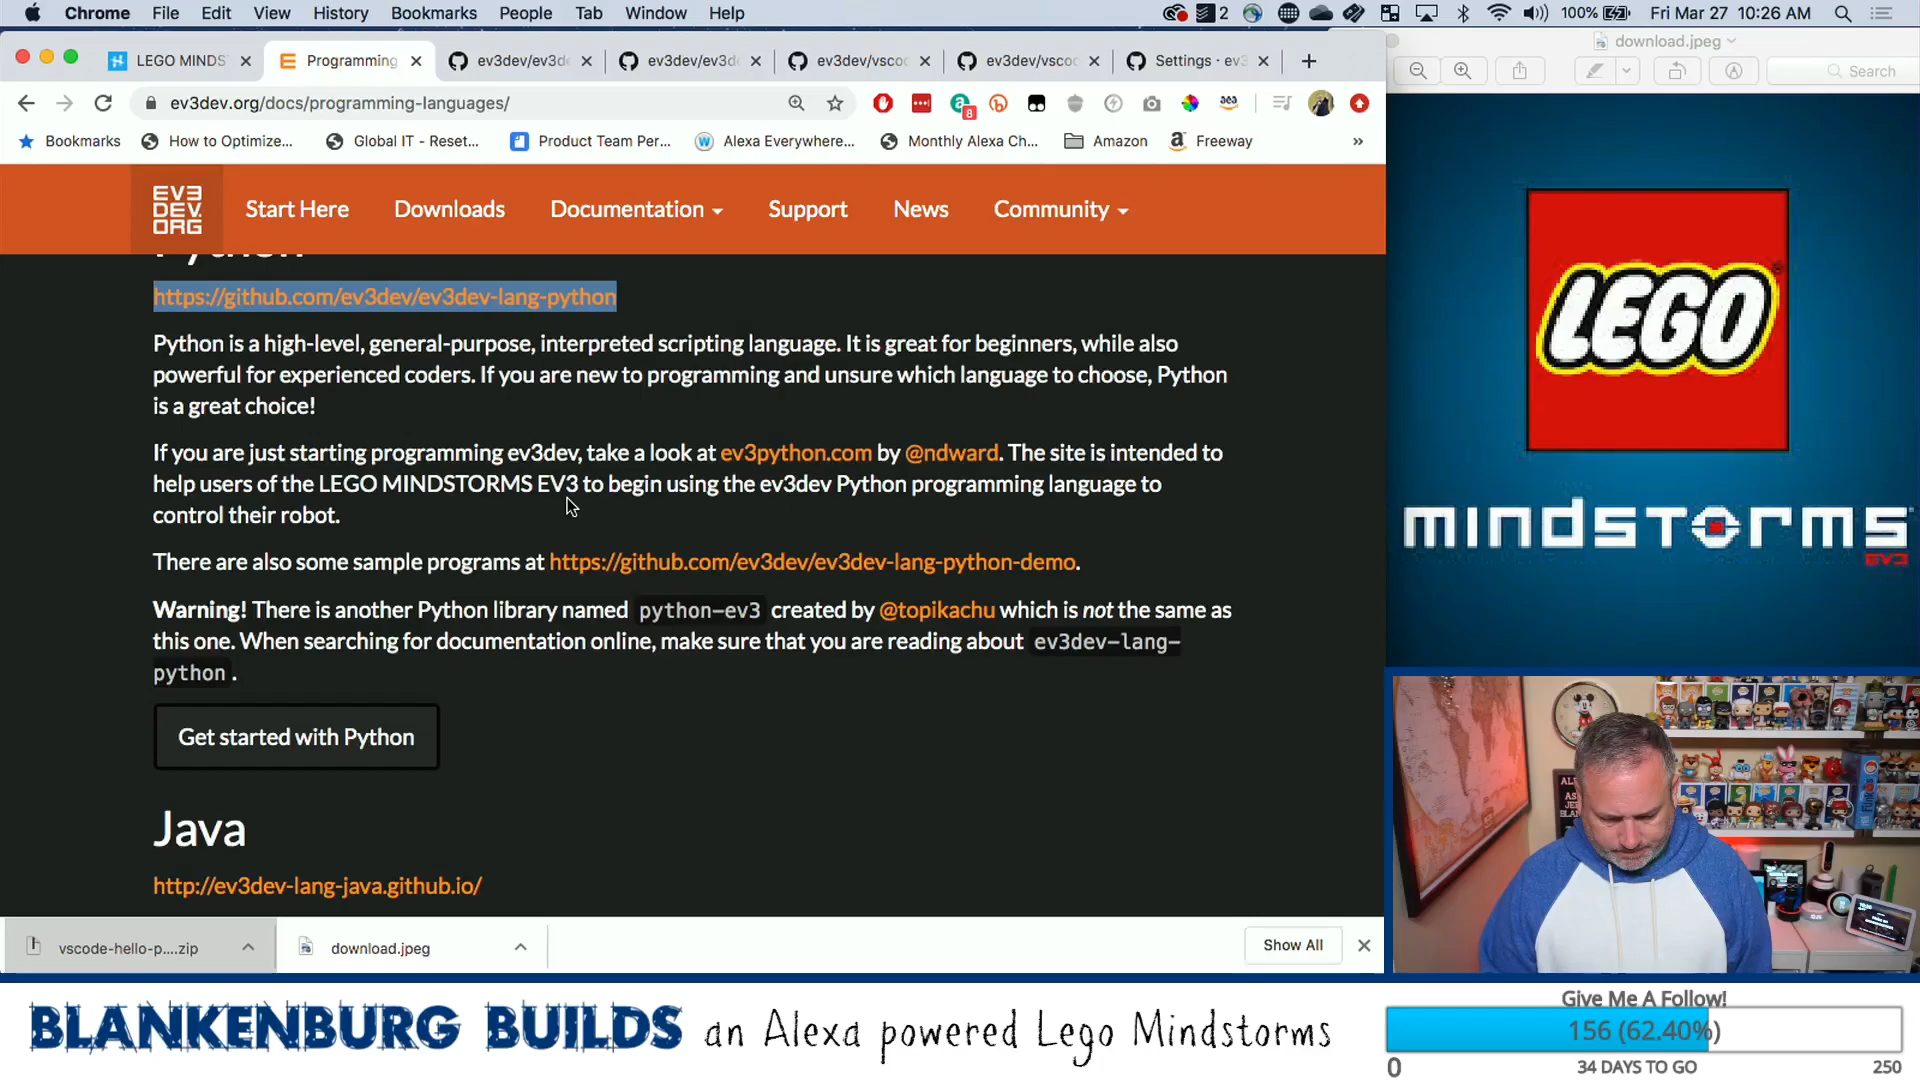 Chrome File Edit View History Bookmarks People Tab Window Help
2 100% Fri Mar 27 10:26 AM
LEGO MINDS
Programming
ev3dev/ev3d
ev3dev/ev3d
ev3dev/vscod
ev3dev/vscod
Settings · ev3
ev3dev.org/docs/programming-languages/
8
aea
Bookmarks
How to Optimize...
Global IT - Reset...
Product Team Per...
Alexa Everywhere...
Monthly Alexa Ch...
Amazon
Freeway
»
EV3
DEV.
ORG
Start Here Downloads Documentation Support News Community
Python
https://github.com/ev3dev/ev3dev-lang-python
Python is a high-level, general-purpose, interpreted scripting language. It is great for beginners, while also
powerful for experienced coders. If you are new to programming and unsure which language to choose, Python
is a great choice!
If you are just starting programming ev3dev, take a look at ev3python.com by @ndward. The site is intended to
help users of the LEGO MINDSTORMS EV3 to begin using the ev3dev Python programming language to
control their robot.
There are also some sample programs at https://github.com/ev3dev/ev3dev-lang-python-demo.
Warning! There is another Python library named python-ev3 created by @topikachu which is not the same as
this one. When searching for documentation online, make sure that you are reading about ev3dev-lang-
python .
Get started with Python
Java
http://ev3dev-lang-java.github.io/
vscode-hello-p....zip
download.jpeg
Show All
download.jpeg
Search
LEGO
mindstorms
EV3
BLANKENBURG BUILDS an Alexa powered Lego Mindstorms
Give Me A Follow!
156 (62.40%)
0 34 DAYS TO GO 250